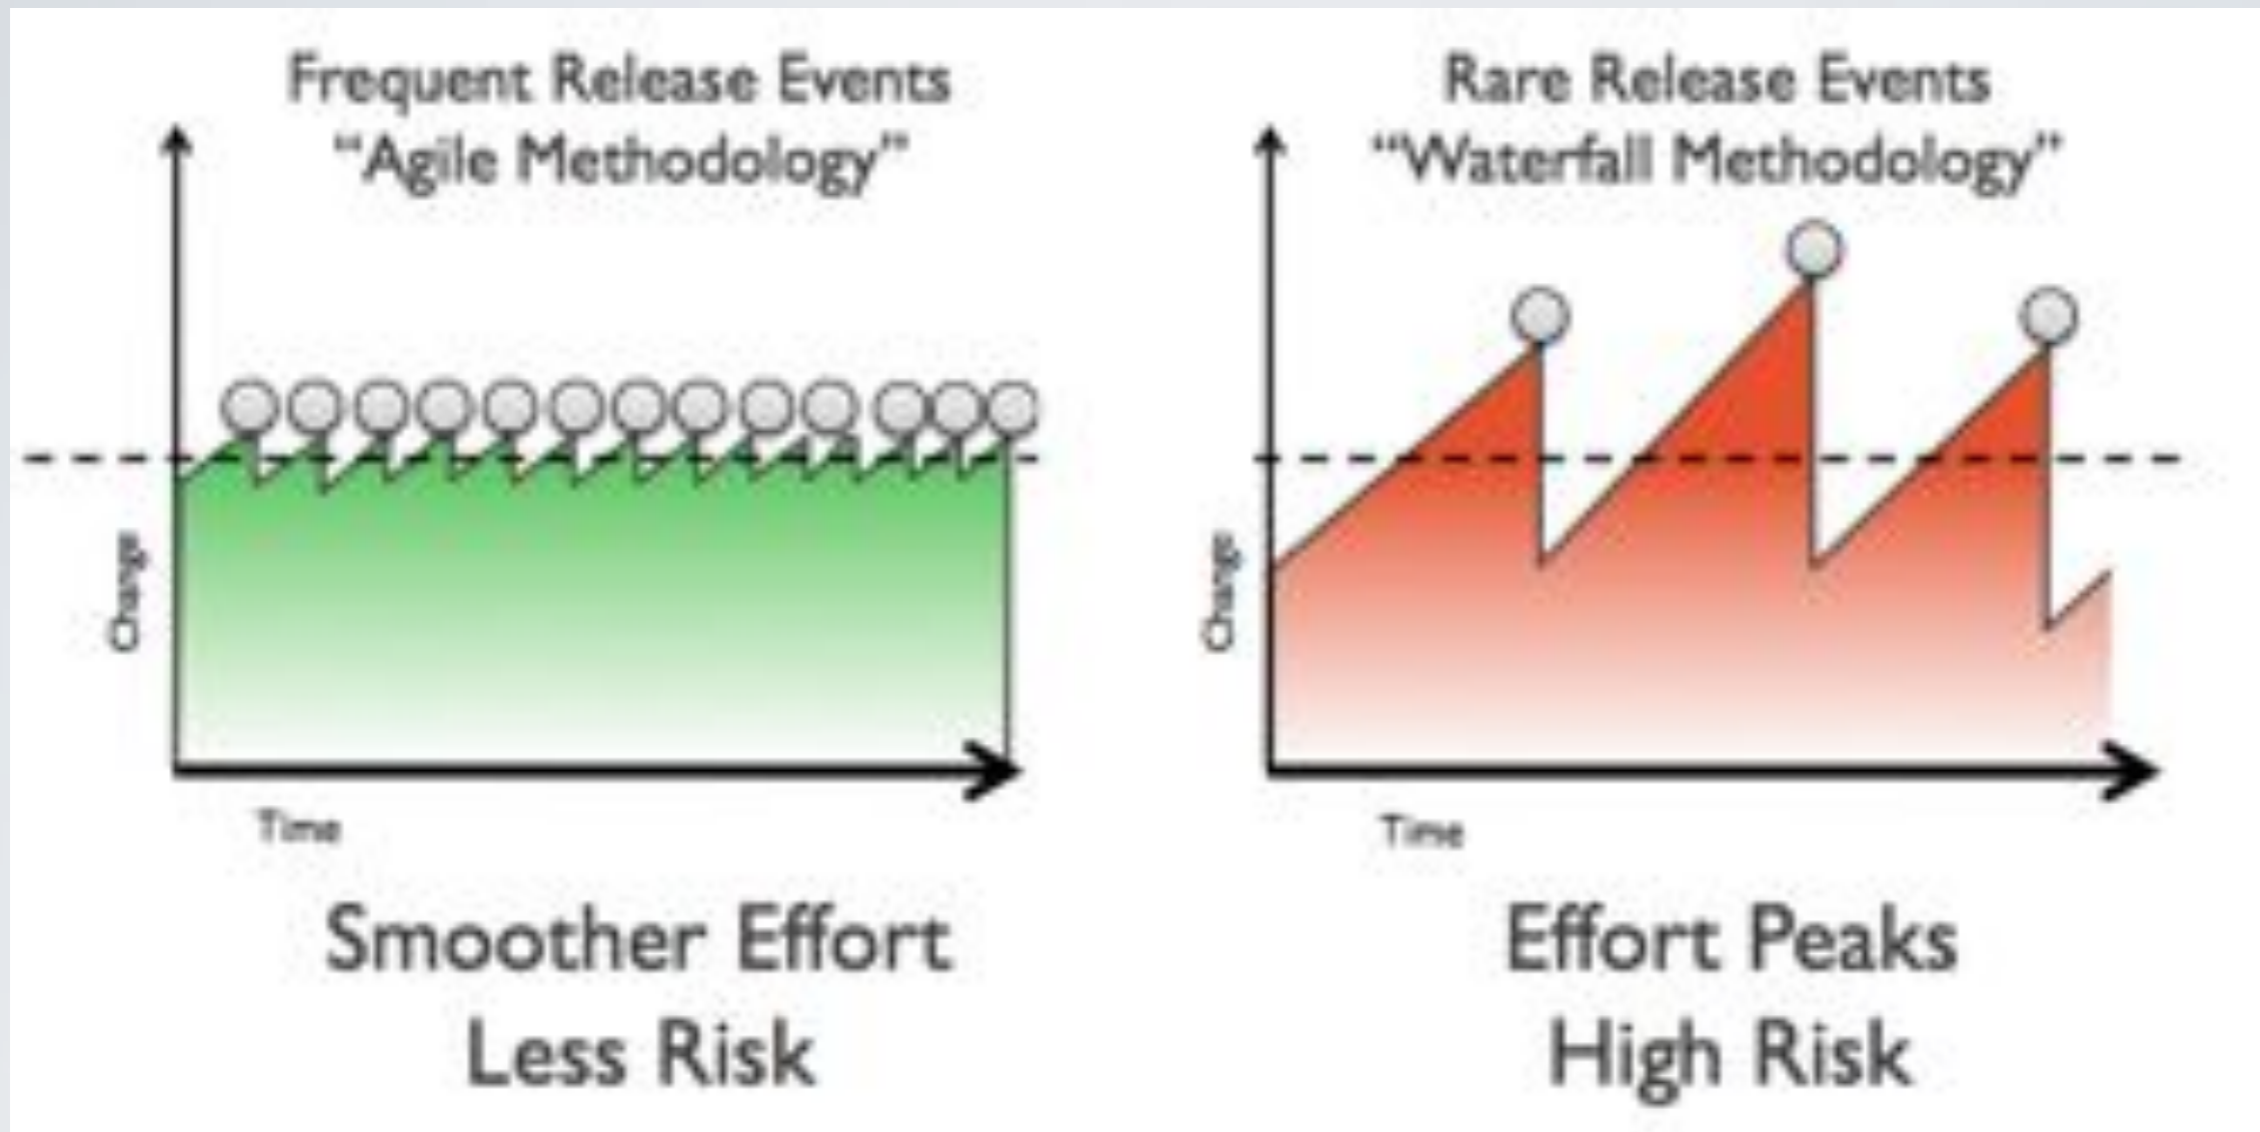 Frequent Release Events
“Agile Methodology”
Change
Time
Smoother Effort
Less Risk
Rare Release Events
“Waterfall Methodology”
Change
Time
Effort Peaks
High Risk